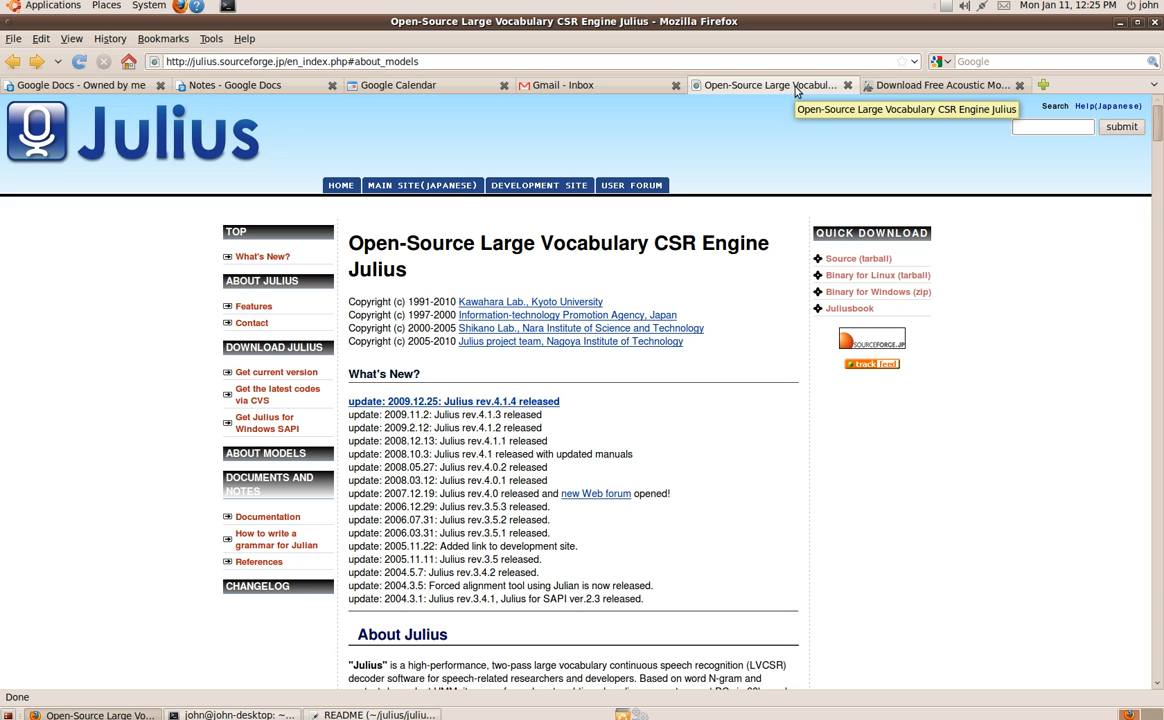 Applications Places System Mon Jan 11, 12:25 PM john
Open-Source Large Vocabulary CSR Engine Julius - Mozilla Firefox
File Edit View History Bookmarks Tools Help
http://julius.sourceforge.jp/en_index.php#about_models Google
Google Docs - Owned by me Notes - Google Docs Google Calendar Gmail - Inbox Open-Source Large Vocabul... Download Free Acoustic Mo...
Open-Source Large Vocabulary CSR Engine Julius
Search Help(Japanese)
submit
Julius
HOME MAIN SITE(JAPANESE) DEVELOPMENT SITE USER FORUM
TOP
What's New?
ABOUT JULIUS
Features
Contact
DOWNLOAD JULIUS
Get current version
Get the latest codes
via CVS
Get Julius for
Windows SAPI
ABOUT MODELS
DOCUMENTS AND
NOTES
Documentation
How to write a
grammar for Julian
References
CHANGELOG
Open-Source Large Vocabulary CSR Engine
Julius
Copyright (c) 1991-2010 Kawahara Lab., Kyoto University
Copyright (c) 1997-2000 Information-technology Promotion Agency, Japan
Copyright (c) 2000-2005 Shikano Lab., Nara Institute of Science and Technology
Copyright (c) 2005-2010 Julius project team, Nagoya Institute of Technology
What's New?
update: 2009.12.25: Julius rev.4.1.4 released
update: 2009.11.2: Julius rev.4.1.3 released
update: 2009.2.12: Julius rev.4.1.2 released
update: 2008.12.13: Julius rev.4.1.1 released
update: 2008.10.3: Julius rev.4.1 released with updated manuals
update: 2008.05.27: Julius rev.4.0.2 released
update: 2008.03.12: Julius rev.4.0.1 released
update: 2007.12.19: Julius rev.4.0 released and new Web forum opened!
update: 2006.12.29: Julius rev.3.5.3 released.
update: 2006.07.31: Julius rev.3.5.2 released.
update: 2006.03.31: Julius rev.3.5.1 released.
update: 2005.11.22: Added link to development site.
update: 2005.11.11: Julius rev.3.5 released.
update: 2004.5.7: Julius rev.3.4.2 released.
update: 2004.3.5: Forced alignment tool using Julian is now released.
update: 2004.3.1: Julius rev.3.4.1, Julius for SAPI ver.2.3 released.
About Julius
"Julius" is a high-performance, two-pass large vocabulary continuous speech recognition (LVCSR)
decoder software for speech-related researchers and developers. Based on word N-gram and
QUICK DOWNLOAD
Source (tarball)
Binary for Linux (tarball)
Binary for Windows (zip)
Juliusbook
SOURCEFORGE.JP
track feed
Done
Open-Source Large Vo... john@john-desktop: ~... README (~/julius/juliu...